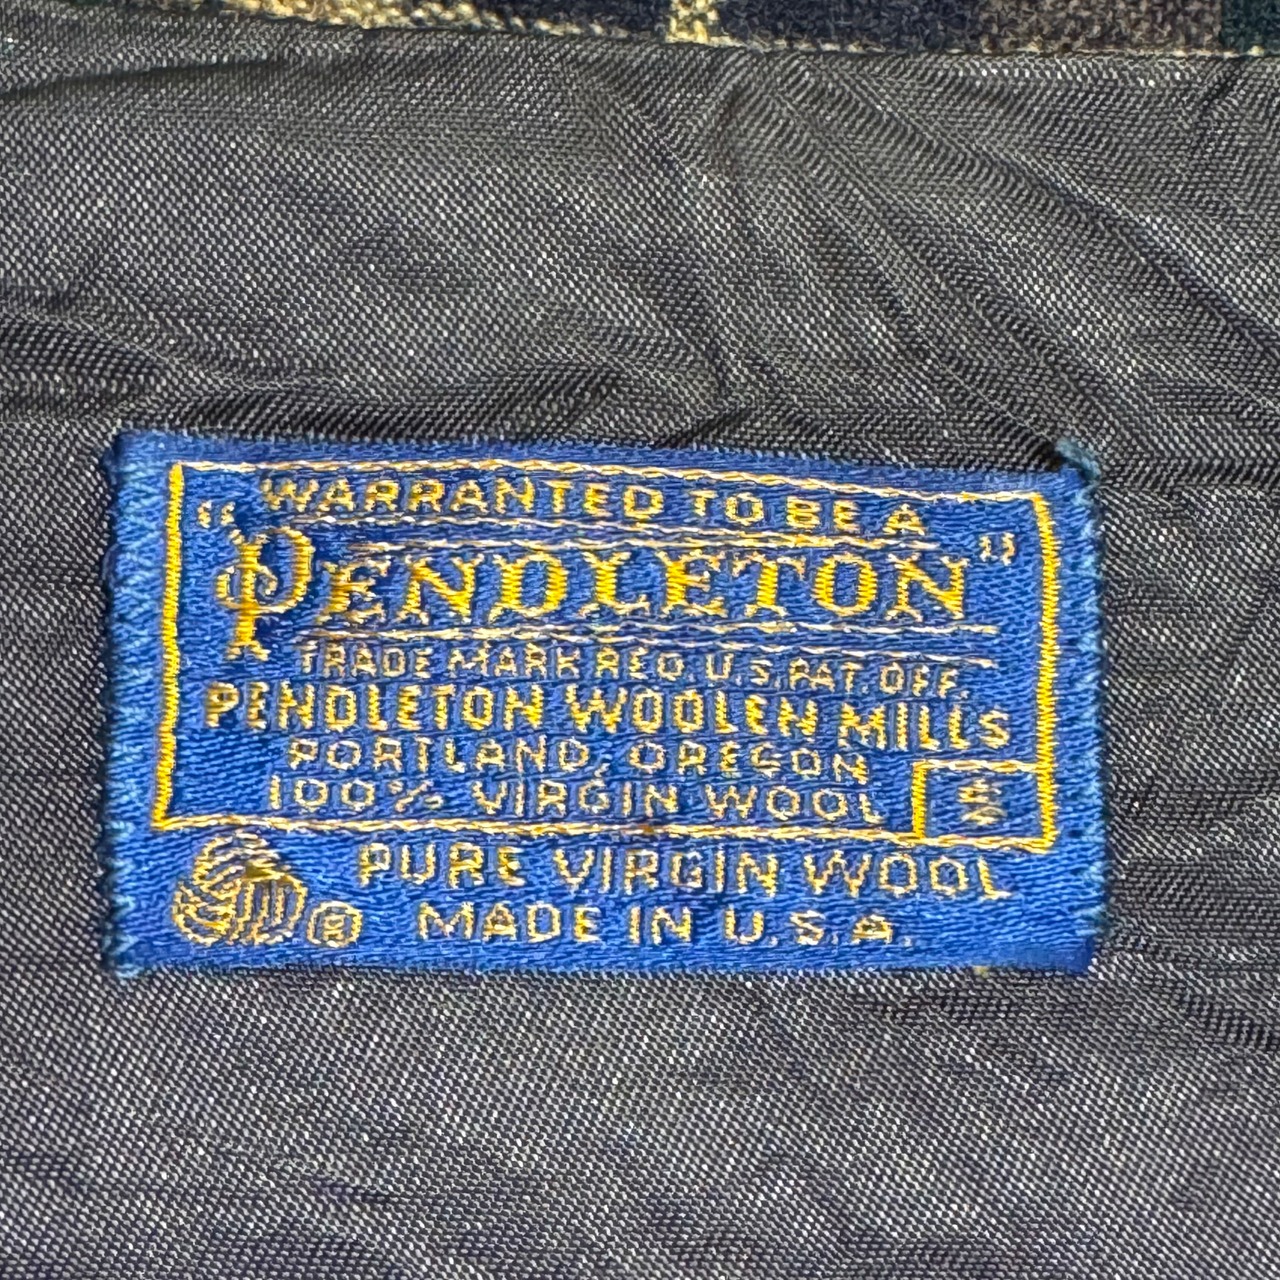 WARRANTED TO BE A
"PENDLETON"
TRADE MARK REG. U.S. PAT. OFF.
PENDLETON WOOLEN MILLS
PORTLAND, OREGON
100% VIRGIN WOOL S
PURE VIRGIN WOOL
® MADE IN U.S.A.